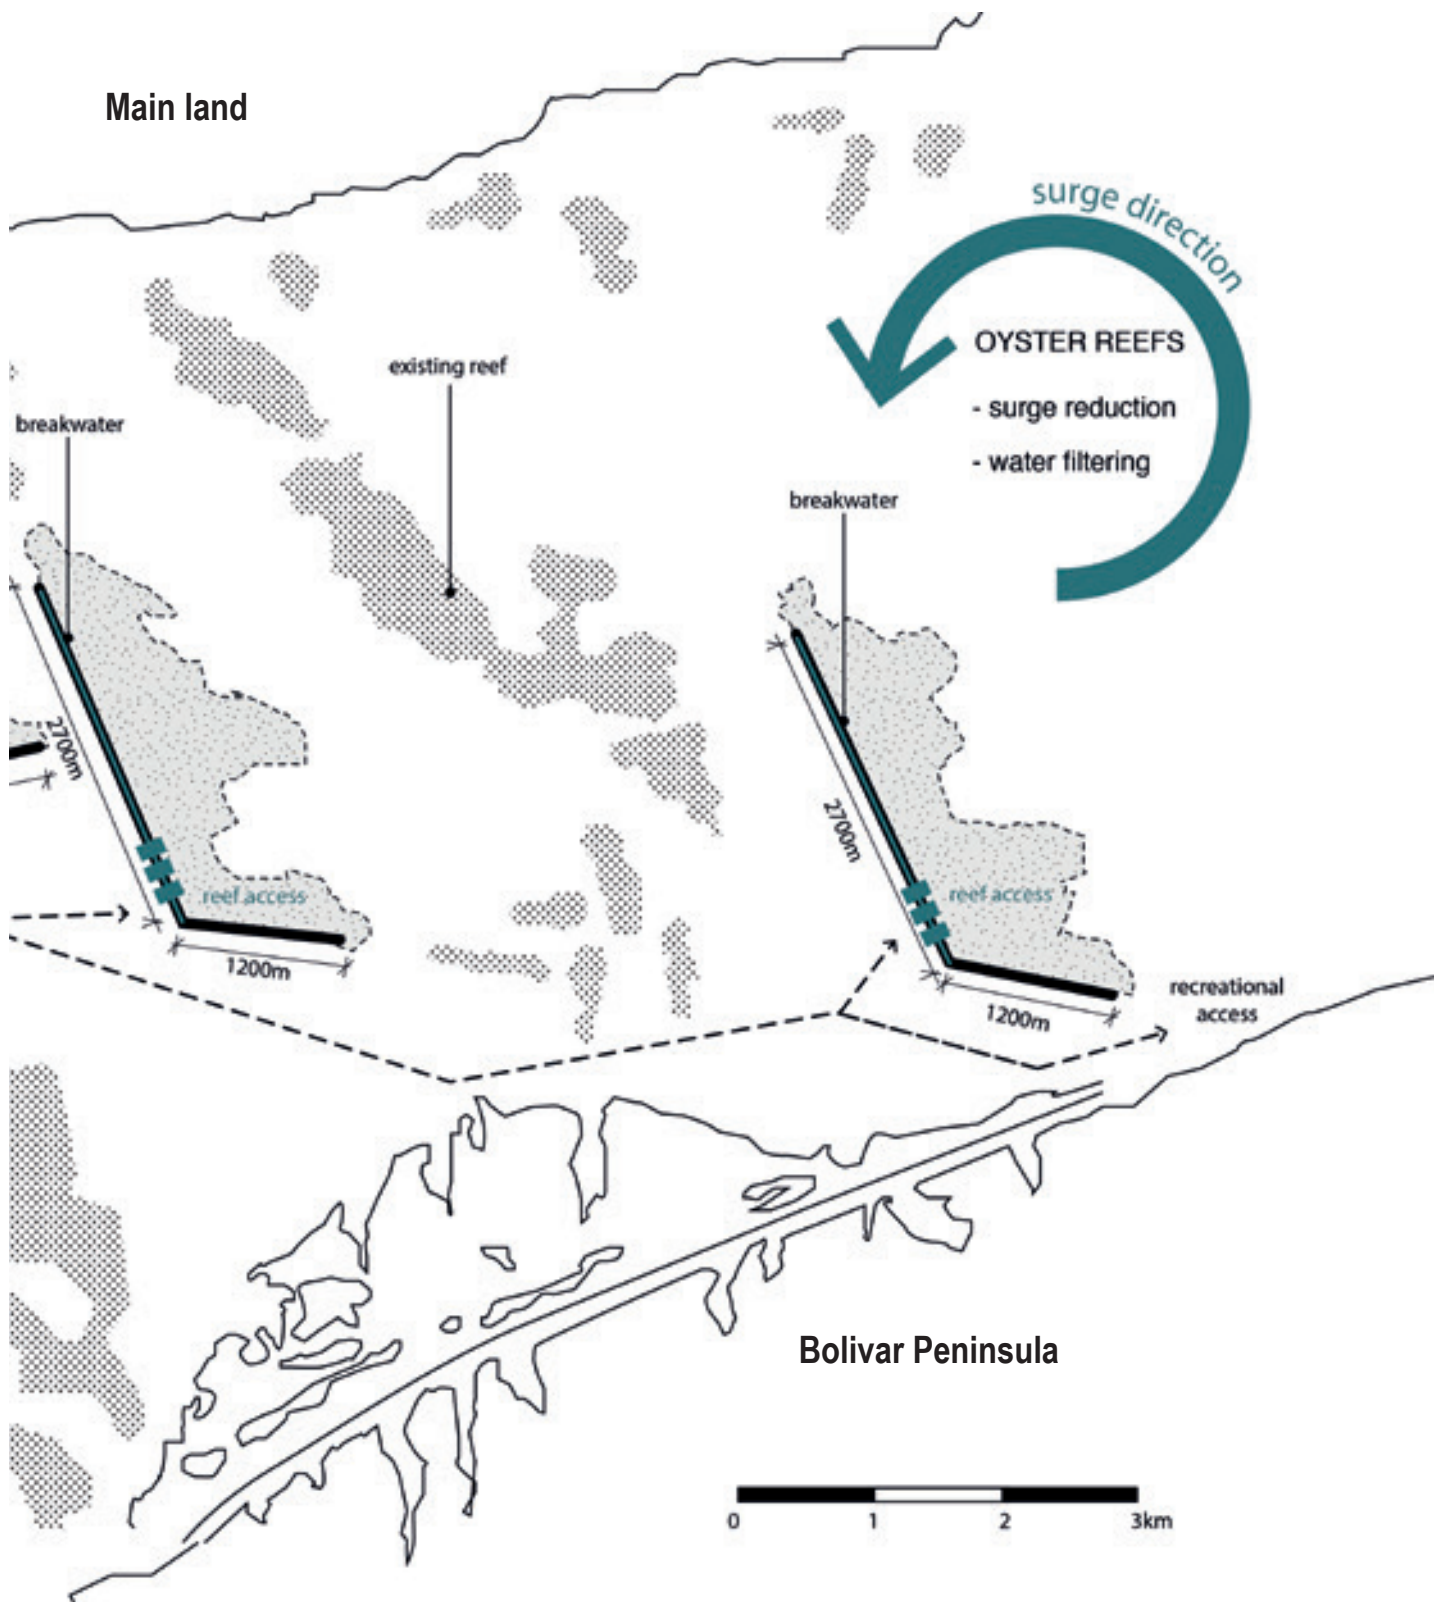 Main land
surge direction
OYSTER REEFS
- surge reduction
- water filtering
existing reef
breakwater
breakwater
2700m
2700m
reef access
reef access
1200m
1200m
recreational
access
Bolivar Peninsula
0 1 2 3km